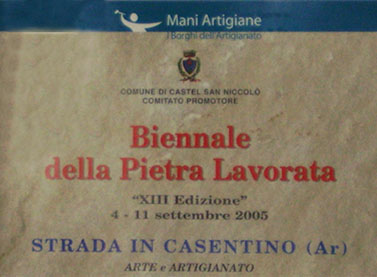 Mani Artigiane
I Borghi dell'Artigianato
COMUNE DI CASTEL SAN NICCOLÒ
COMITATO PROMOTORE
Biennale
della Pietra Lavorata
"XIII Edizione"
4 - 11 settembre 2005
STRADA IN CASENTINO (Ar)
ARTE e ARTIGIANATO